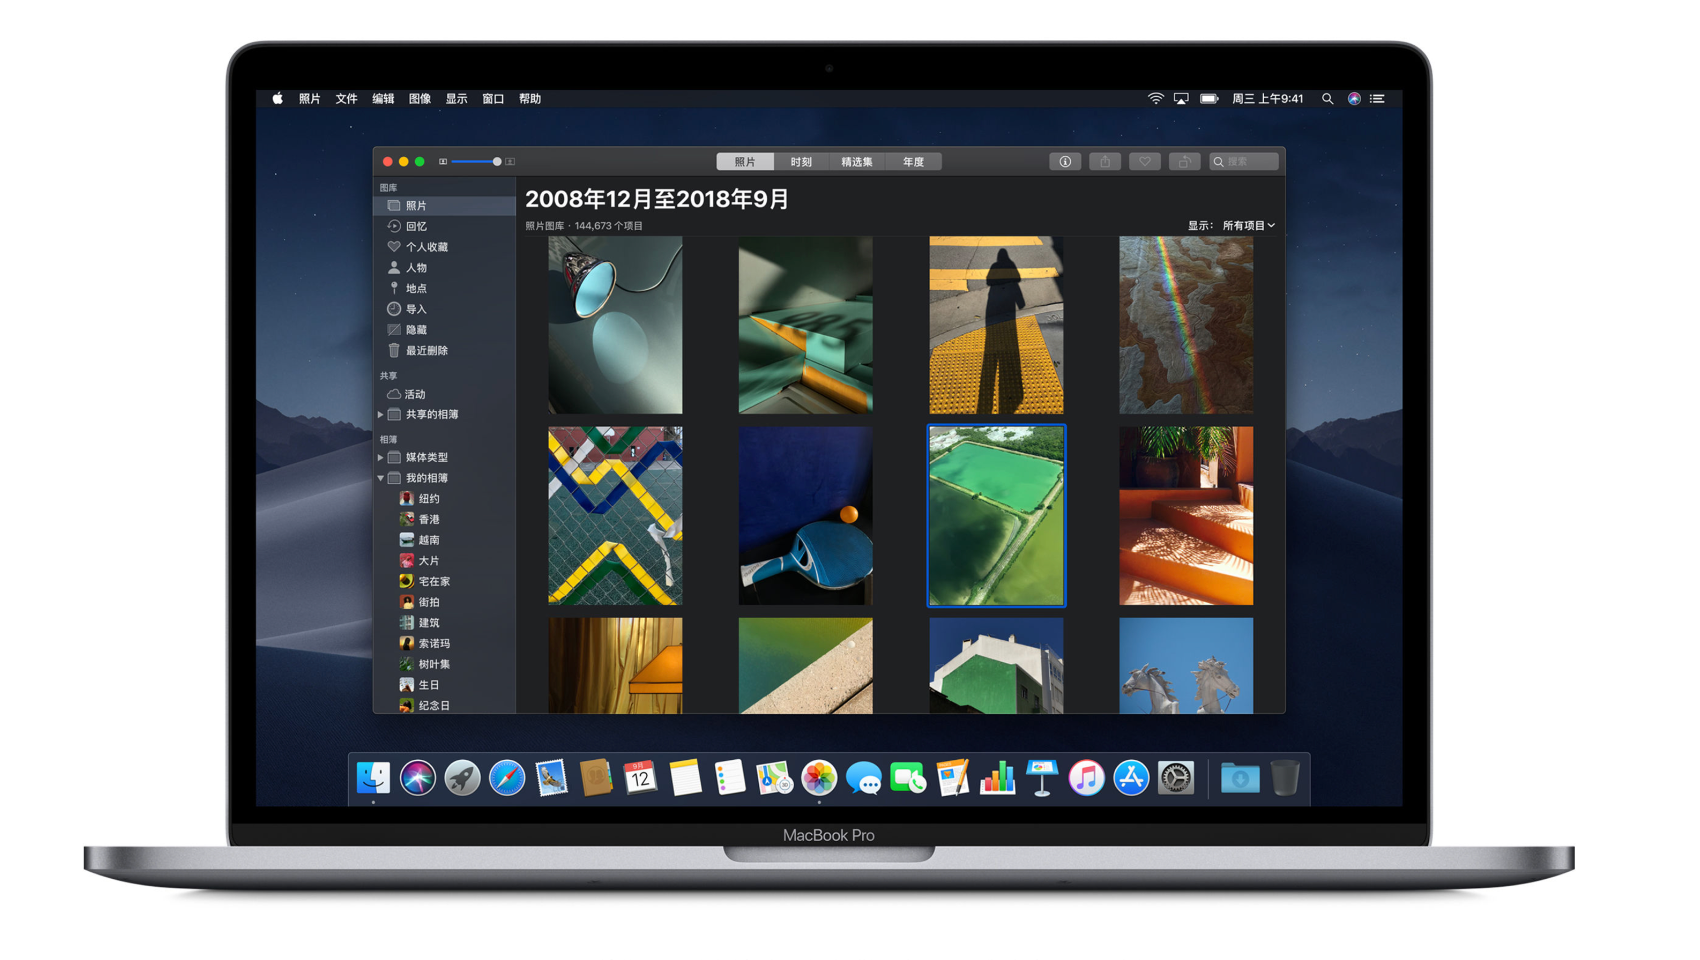 照片 文件 编辑 图像 显示 窗口 帮助
周三 上午9:41
照片 时刻 精选集 年度
搜索
图库
照片
回忆
个人收藏
人物
地点
导入
隐藏
最近删除
共享
活动
共享的相簿
相簿
媒体类型
我的相簿
纽约
香港
越南
大片
宅在家
街拍
建筑
索诺玛
树叶集
生日
纪念日
2008年12月至2018年9月
照片图库 · 144,673 个项目
显示： 所有项目
9月
12
MacBook Pro